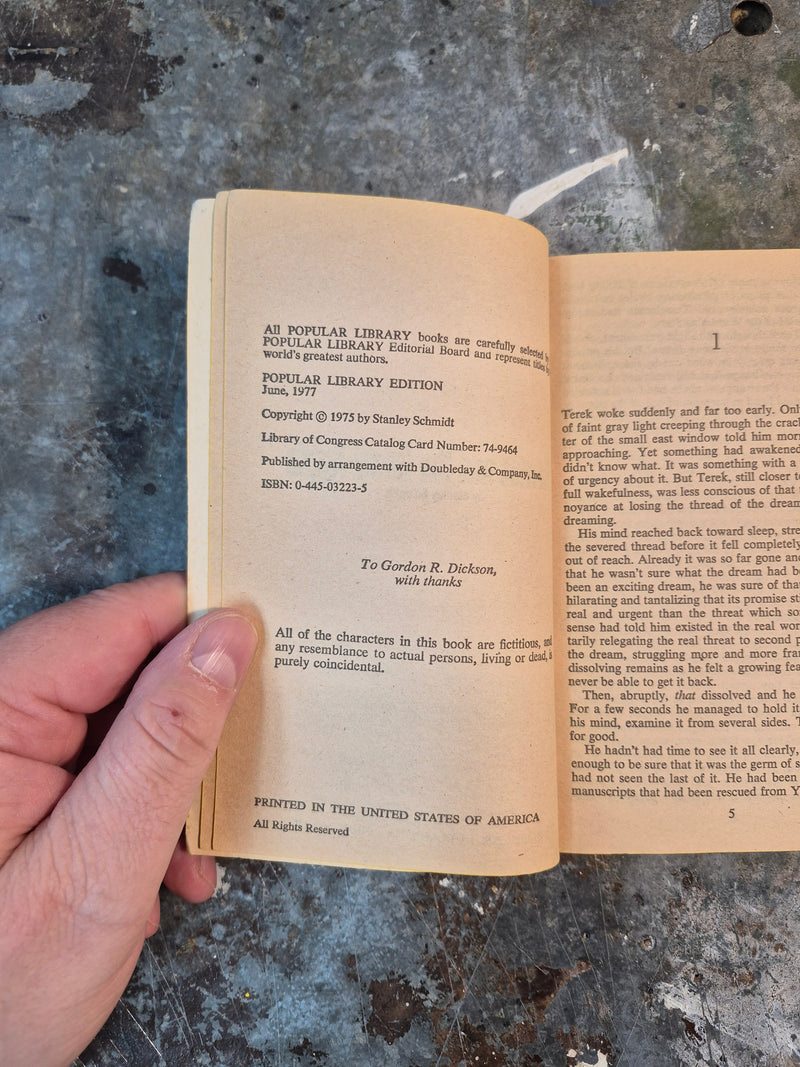 All POPULAR LIBRARY books are carefully selected by
POPULAR LIBRARY Editorial Board and represent titles by
world's greatest authors.
POPULAR LIBRARY EDITION
June, 1977
Copyright © 1975 by Stanley Schmidt
Library of Congress Catalog Card Number: 74-9464
Published by arrangement with Doubleday & Company, Inc.
ISBN: 0-445-03223-5
To Gordon R. Dickson,
with thanks
All of the characters in this book are fictitious, and
any resemblance to actual persons, living or dead, is
purely coincidental.
PRINTED IN THE UNITED STATES OF AMERICA
All Rights Reserved
1
Terek woke suddenly and far too early. Onl
of faint gray light creeping through the crac
ter of the small east window told him mor
approaching. Yet something had awakened
didn't know what. It was something with a
of urgency about it. But Terek, still closer t
full wakefulness, was less conscious of that
noyance at losing the thread of the dream
dreaming.
His mind reached back toward sleep, stre
the severed thread before it fell completely
out of reach. Already it was so far gone an
that he wasn't sure what the dream had b
been an exciting dream, he was sure of tha
hilarating and tantalizing that its promise st
real and urgent than the threat which so
sense had told him existed in the real wor
tarily relegating the real threat to second p
the dream, struggling more and more fran
dissolving remains as he felt a growing fea
never be able to get it back.
Then, abruptly, that dissolved and he
For a few seconds he managed to hold it
his mind, examine it from several sides. T
for good.
He hadn't had time to see it all clearly,
enough to be sure that it was the germ of s
had not seen the last of it. He had been
manuscripts that had been rescued from Y
5